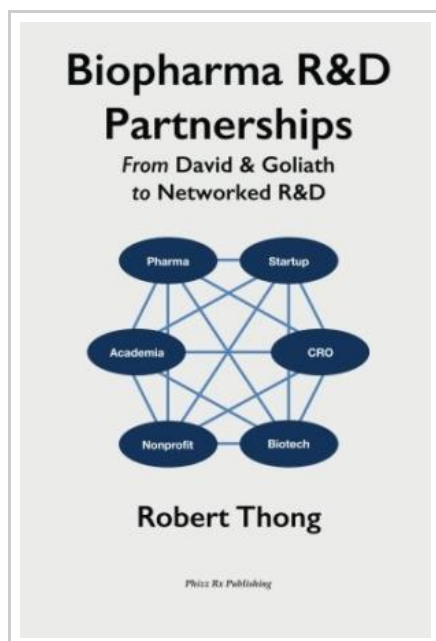 Biopharma R&D
Partnerships
From David & Goliath
to Networked R&D
Pharma
Startup
Academia
CRO
Nonprofit
Biotech
Robert Thong
Phizz Rx Publishing